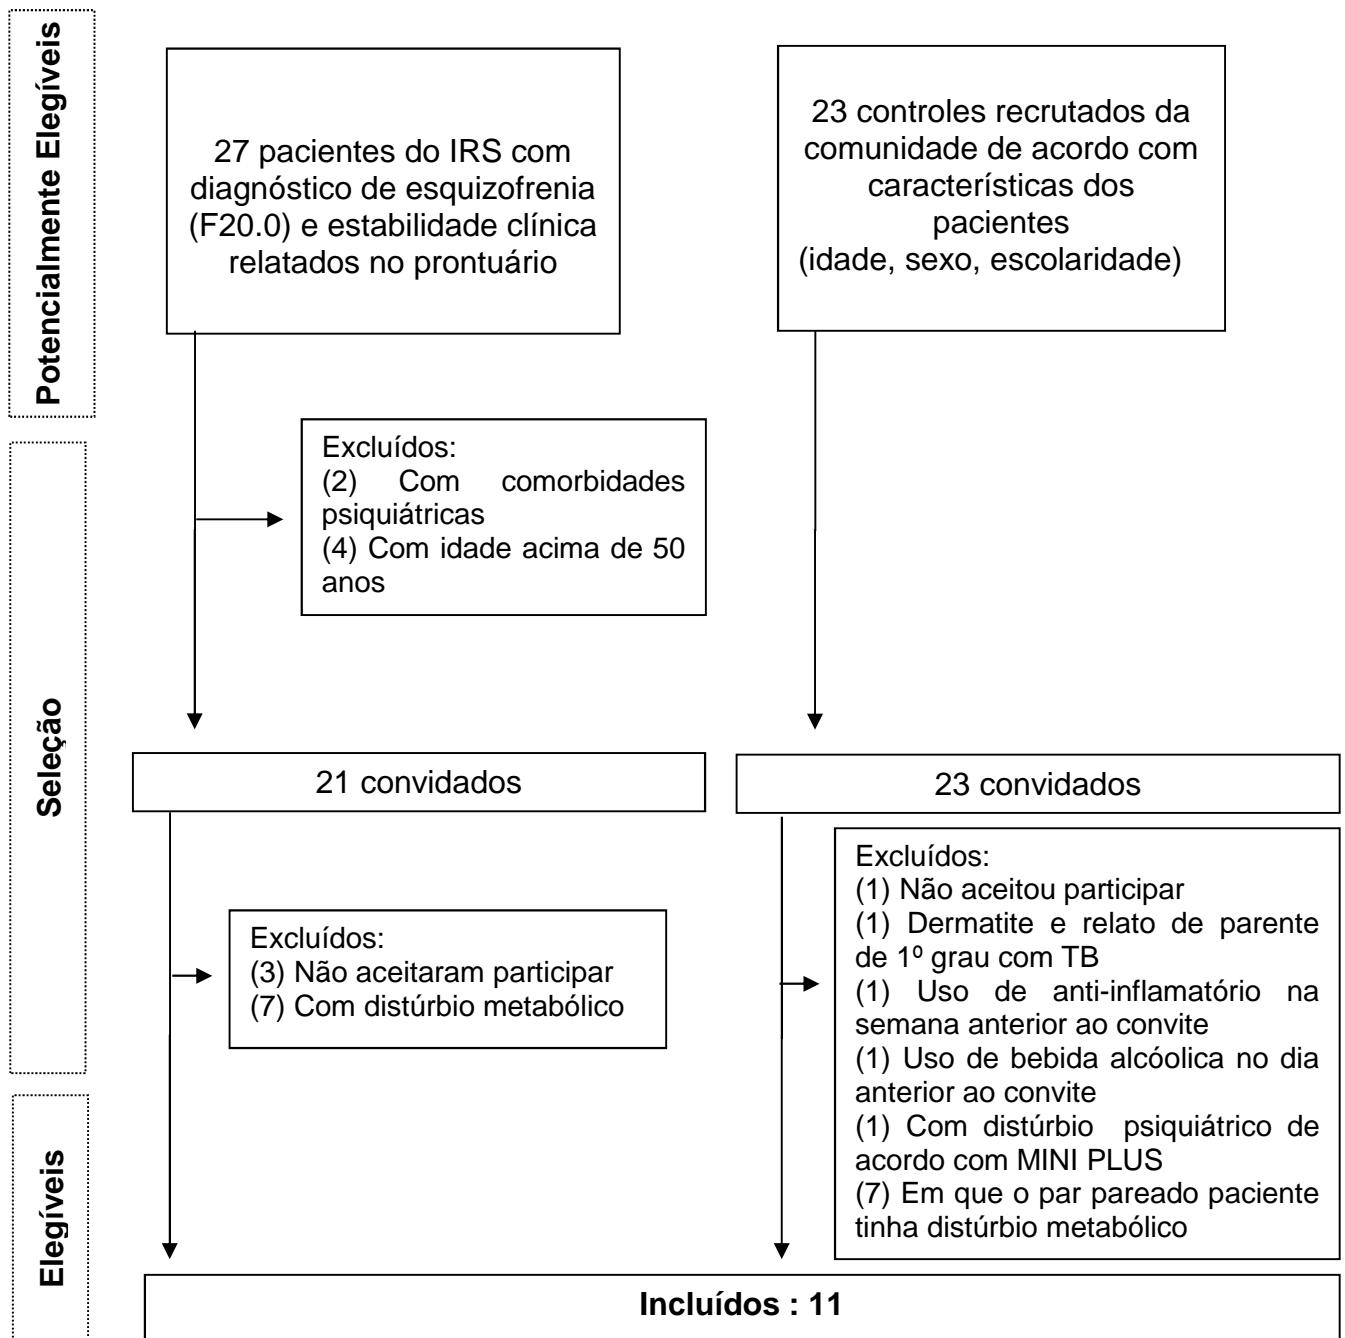 Potencialmente Elegíveis
27 pacientes do IRS com
diagnóstico de esquizofrenia
(F20.0) e estabilidade clínica
relatados no prontuário
23 controles recrutados da
comunidade de acordo com
características dos
pacientes
(idade, sexo, escolaridade)
Seleção
Excluídos:
(2) Com comorbidades
psiquiátricas
(4) Com idade acima de 50
anos
21 convidados
23 convidados
Excluídos:
(3) Não aceitaram participar
(7) Com distúrbio metabólico
Excluídos:
(1) Não aceitou participar
(1) Dermatite e relato de parente
de 1º grau com TB
(1) Uso de anti-inflamatório na
semana anterior ao convite
(1) Uso de bebida alcóolica no dia
anterior ao convite
(1) Com distúrbio psiquiátrico de
acordo com MINI PLUS
(7) Em que o par pareado paciente
tinha distúrbio metabólico
Elegíveis
Incluídos : 11